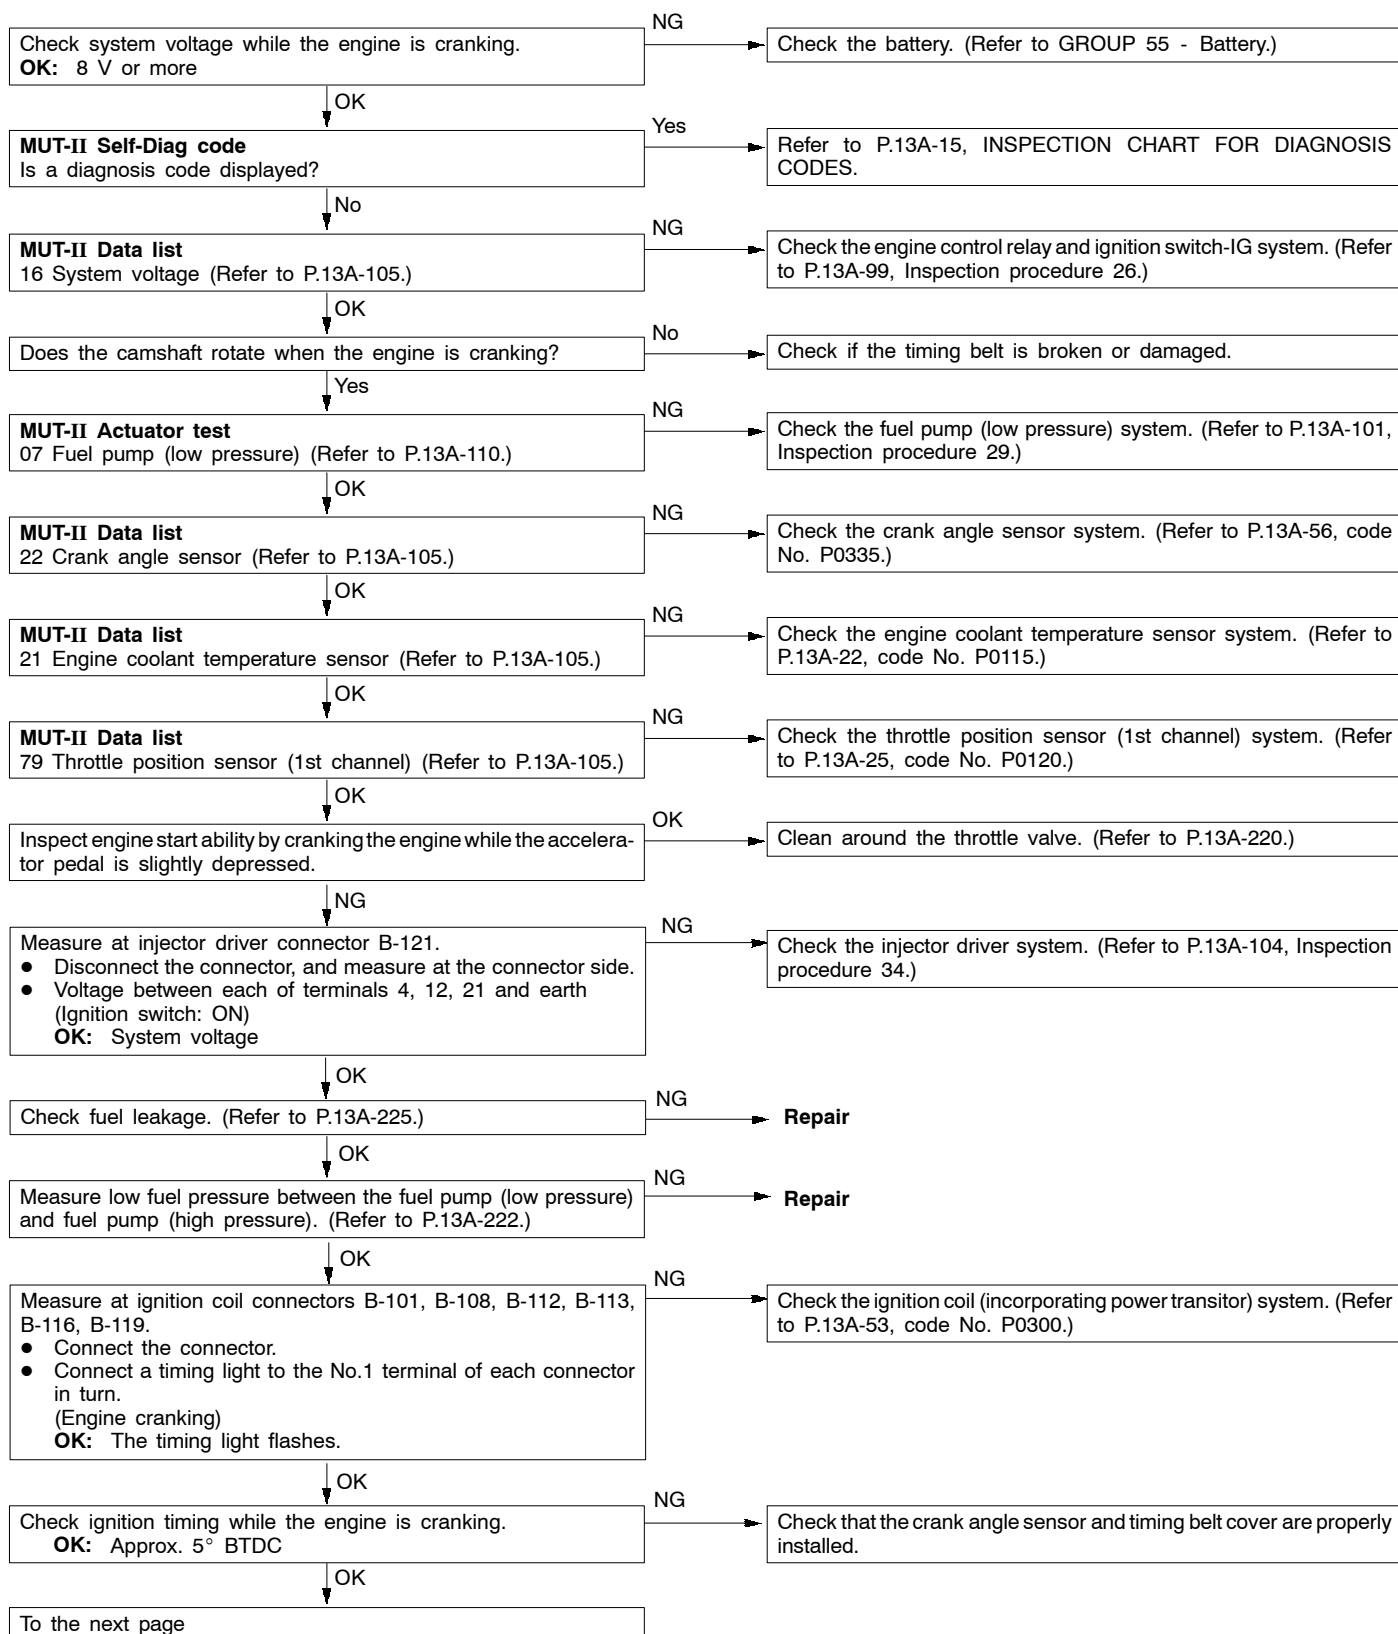 NG
Check system voltage while the engine is cranking.
OK: 8 V or more
Check the battery. (Refer to GROUP 55 - Battery.)
OK
MUT-II Self-Diag code
Is a diagnosis code displayed?
Yes
Refer to P.13A-15, INSPECTION CHART FOR DIAGNOSIS
CODES.
No
MUT-II Data list
16 System voltage (Refer to P.13A-105.)
NG
Check the engine control relay and ignition switch-IG system. (Refer
to P.13A-99, Inspection procedure 26.)
OK
Does the camshaft rotate when the engine is cranking?
No
Check if the timing belt is broken or damaged.
Yes
MUT-II Actuator test
07 Fuel pump (low pressure) (Refer to P.13A-110.)
NG
Check the fuel pump (low pressure) system. (Refer to P.13A-101,
Inspection procedure 29.)
OK
MUT-II Data list
22 Crank angle sensor (Refer to P.13A-105.)
NG
Check the crank angle sensor system. (Refer to P.13A-56, code
No. P0335.)
OK
MUT-II Data list
21 Engine coolant temperature sensor (Refer to P.13A-105.)
NG
Check the engine coolant temperature sensor system. (Refer to
P.13A-22, code No. P0115.)
OK
MUT-II Data list
79 Throttle position sensor (1st channel) (Refer to P.13A-105.)
NG
Check the throttle position sensor (1st channel) system. (Refer
to P.13A-25, code No. P0120.)
OK
Inspect engine start ability by cranking the engine while the accelera-
tor pedal is slightly depressed.
OK
Clean around the throttle valve. (Refer to P.13A-220.)
NG
Measure at injector driver connector B-121.
● Disconnect the connector, and measure at the connector side.
● Voltage between each of terminals 4, 12, 21 and earth
(Ignition switch: ON)
OK: System voltage
NG
Check the injector driver system. (Refer to P.13A-104, Inspection
procedure 34.)
OK
Check fuel leakage. (Refer to P.13A-225.)
NG
Repair
OK
Measure low fuel pressure between the fuel pump (low pressure)
and fuel pump (high pressure). (Refer to P.13A-222.)
NG
Repair
OK
Measure at ignition coil connectors B-101, B-108, B-112, B-113,
B-116, B-119.
● Connect the connector.
● Connect a timing light to the No.1 terminal of each connector
in turn.
(Engine cranking)
OK: The timing light flashes.
NG
Check the ignition coil (incorporating power transitor) system. (Refer
to P.13A-53, code No. P0300.)
OK
Check ignition timing while the engine is cranking.
OK: Approx. 5° BTDC
NG
Check that the crank angle sensor and timing belt cover are properly
installed.
OK
To the next page